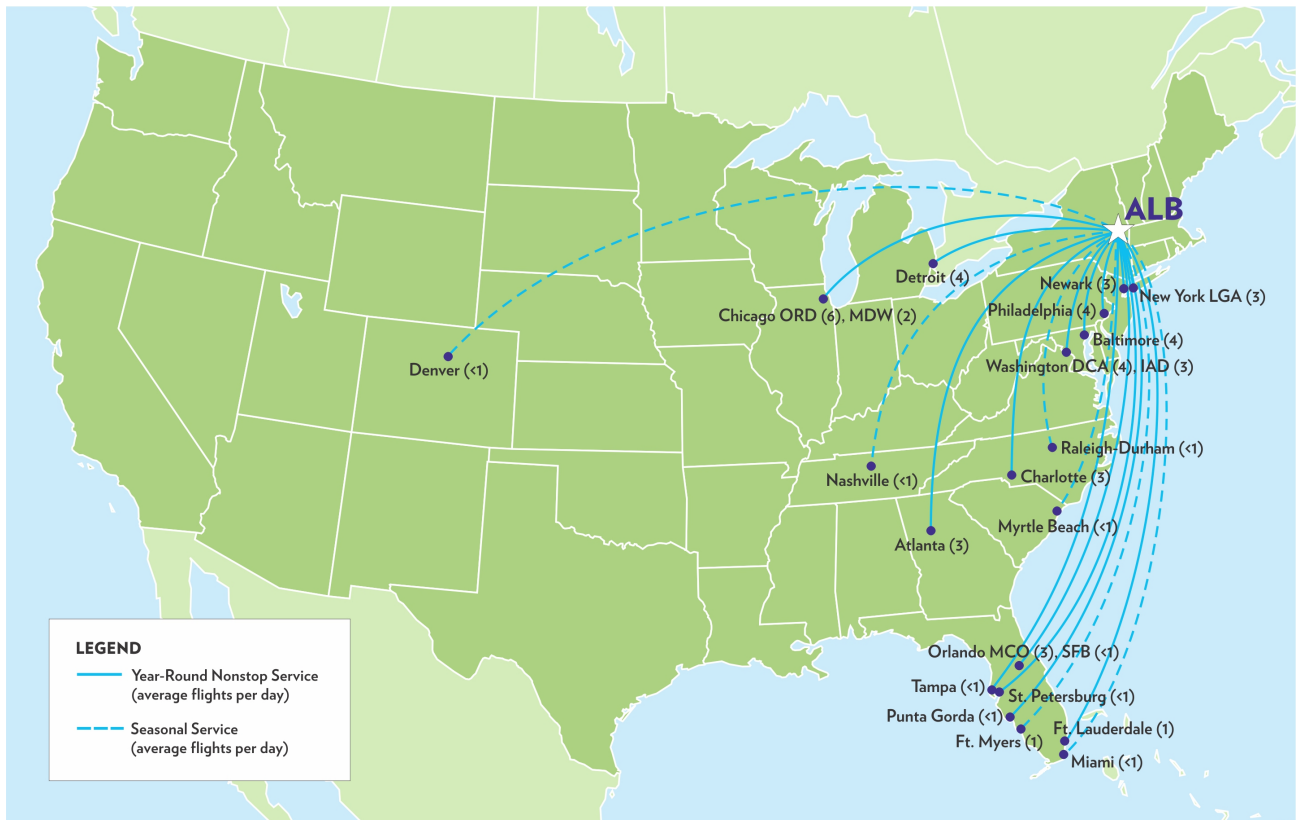 ALB
Detroit (4)
Newark (3)
New York LGA (3)
Chicago ORD (6), MDW (2)
Philadelphia (4)
Baltimore (4)
Washington DCA (4), IAD (3)
Denver (<1)
Raleigh-Durham (<1)
Nashville (<1)
Charlotte (3)
Myrtle Beach (<1)
Atlanta (3)
LEGEND
Year-Round Nonstop Service
(average flights per day)
Seasonal Service
(average flights per day)
Orlando MCO (3), SFB (<1)
Tampa (<1)
St. Petersburg (<1)
Punta Gorda (<1)
Ft. Lauderdale (1)
Ft. Myers (1)
Miami (<1)